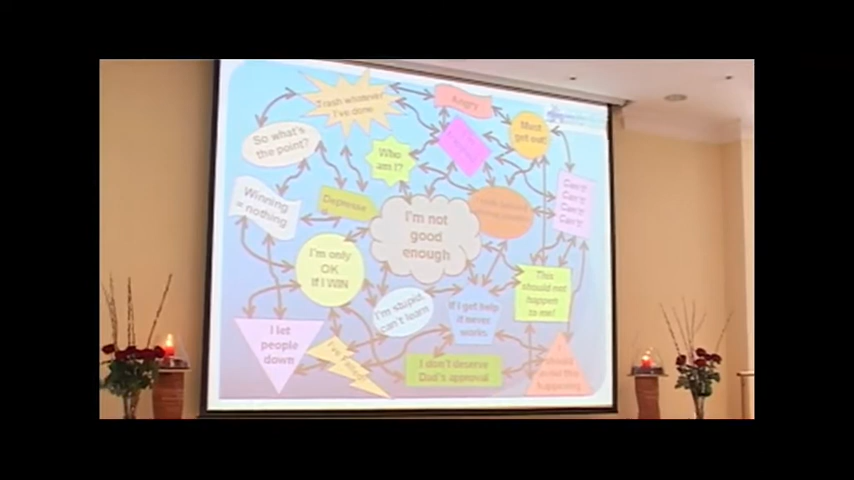 Trash whatever
I've done
Angry
Must
get out!
So what's
the point?
Who
am I?
Can't!
Can't!
Can't!
Can't!
Winning
= nothing
Depressed
I'm not
good
enough
I'm only
OK
if I WIN
I'm stupid,
can't learn
If I get help
it never
works
This
should not
happen
to me!
I let
people
down
I don't deserve
Dad's approval
happening